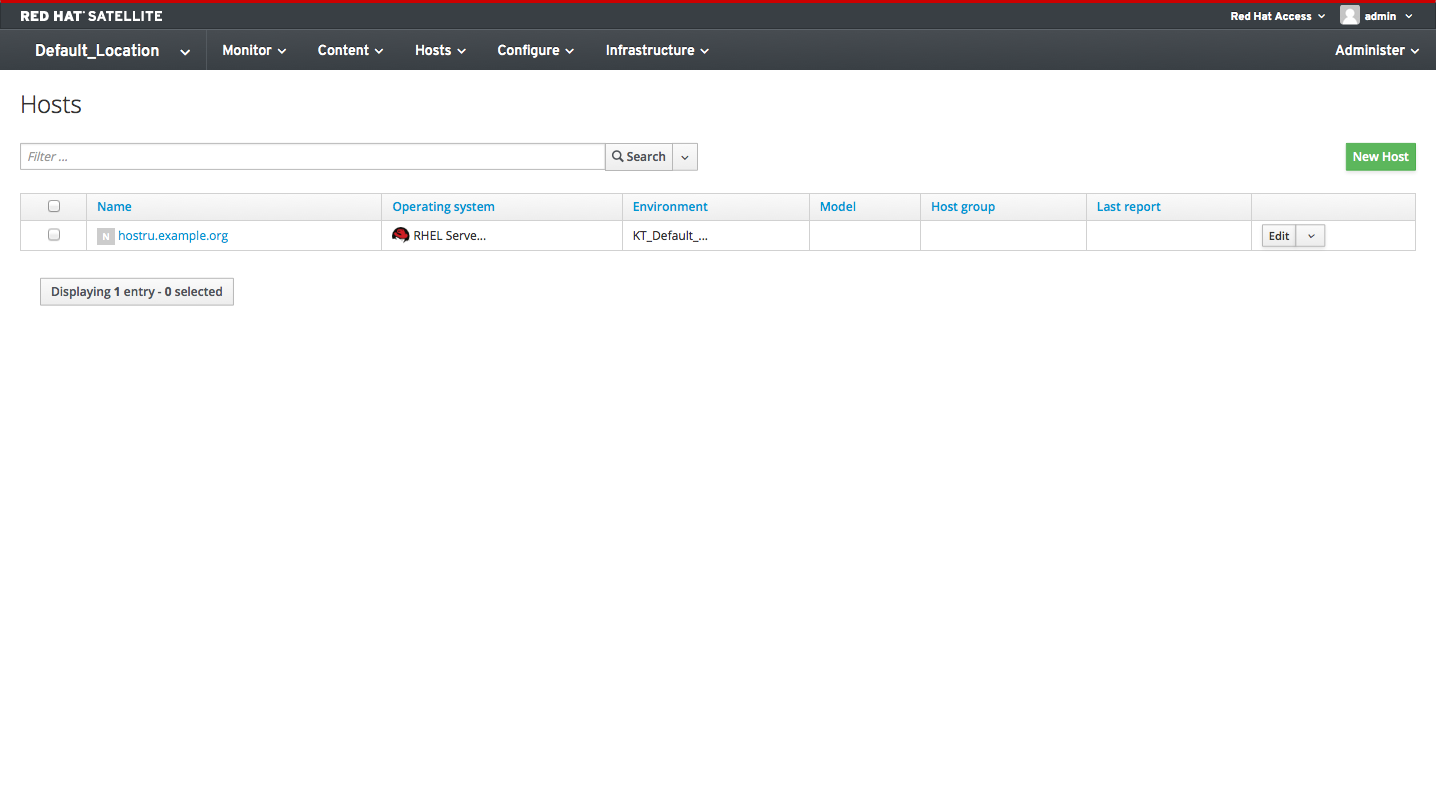 RED HAT SATELLITE
Red Hat Access admin
Default_Location Monitor Content Hosts Configure Infrastructure Administer
Hosts
Filter ... Search New Host
Name Operating system Environment Model Host group Last report
N hostru.example.org RHEL Serve... KT_Default_... Edit
Displaying 1 entry - 0 selected